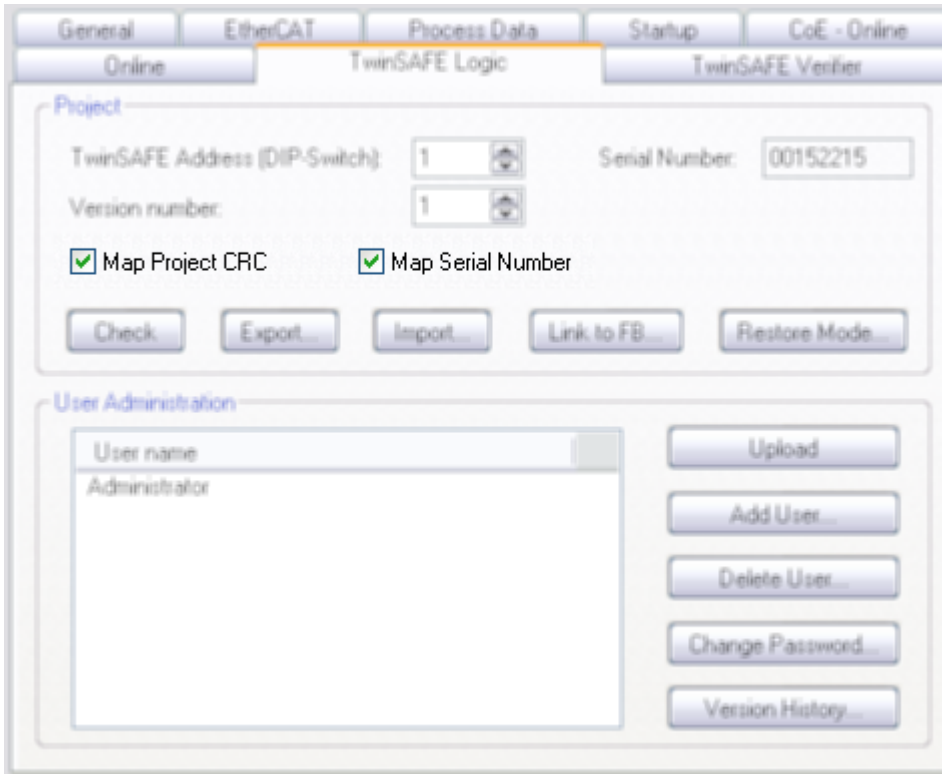 General EtherCAT Process Data Startup CoE - Online
Online TwinSAFE Logic TwinSAFE Verifier
Project
TwinSAFE Address (DIP-Switch): 1 Serial Number: 00152215
Version number: 1
Map Project CRC Map Serial Number
Check Export... Import... Link to FB... Restore Mode...
User Administration
User name
Administrator
Upload
Add User...
Delete User...
Change Password...
Version History...